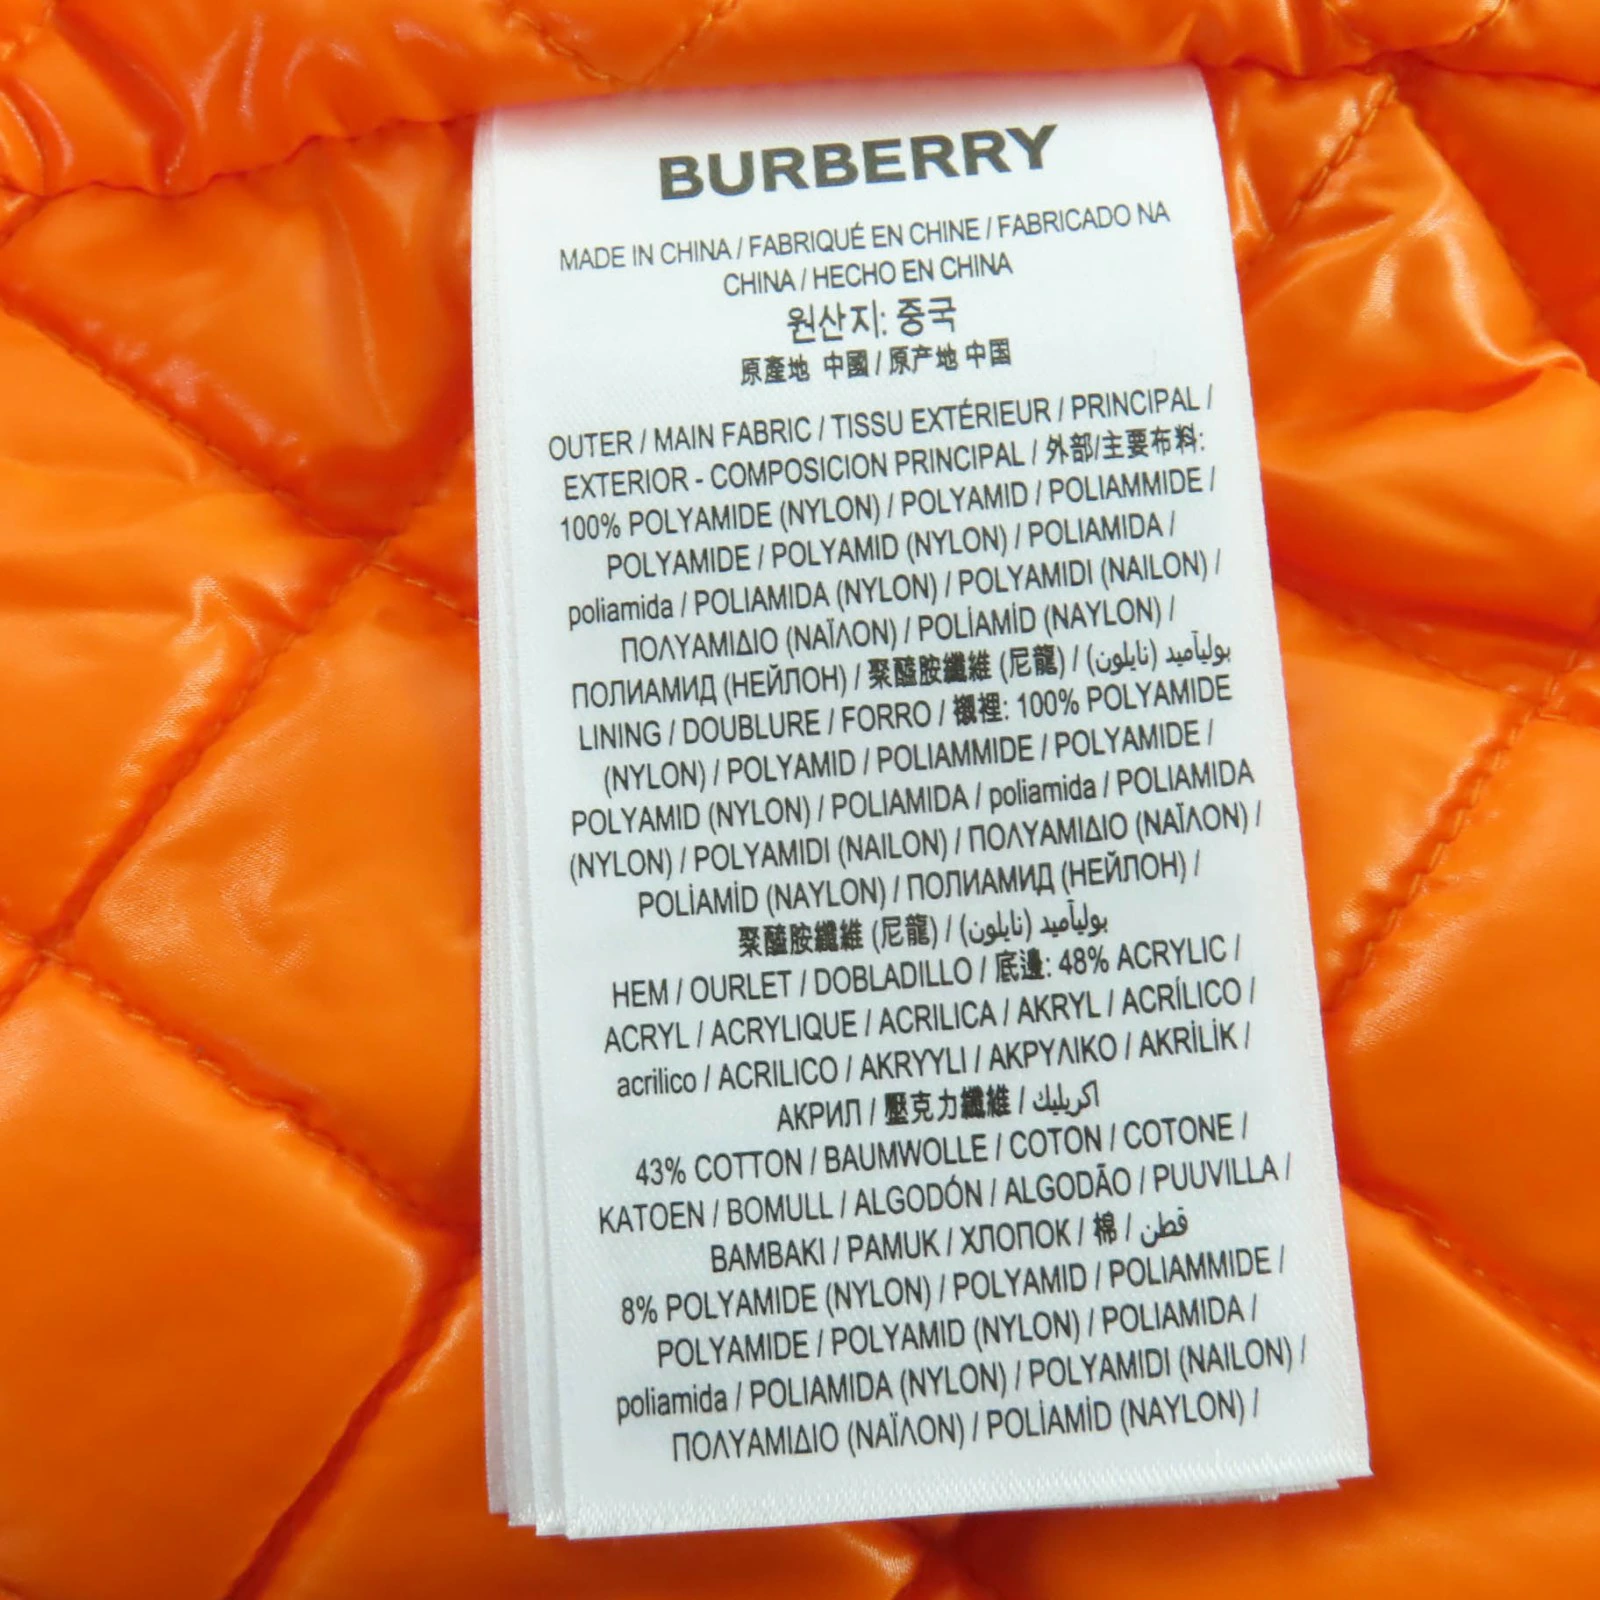 BURBERRY
MADE IN CHINA / FABRIQUÉ EN CHINE / FABRICADO NA
CHINA / HECHO EN CHINA
원산지: 중국
原產地 中國 / 原产地 中国
OUTER / MAIN FABRIC / TISSU EXTÉRIEUR / PRINCIPAL /
EXTERIOR - COMPOSICION PRINCIPAL / 外部/主要布料:
100% POLYAMIDE (NYLON) / POLYAMID / POLIAMMIDE /
POLYAMIDE / POLYAMID (NYLON) / POLIAMIDA /
poliamida / POLIAMIDA (NYLON) / POLYAMIDI (NAILON) /
ΠΟΛΥΑΜΙΔΙΟ (ΝΑΪΛΟΝ) / POLİAMİD (NAYLON) /
ПОЛИАМИД (НЕЙЛОН) / 聚醯胺纖維 (尼龍) / بوليآميد (نايلون)
LINING / DOUBLURE / FORRO / 襯裡: 100% POLYAMIDE
(NYLON) / POLYAMID / POLIAMMIDE / POLYAMIDE /
POLYAMID (NYLON) / POLIAMIDA / poliamida / POLIAMIDA
(NYLON) / POLYAMIDI (NAILON) / ΠΟΛΥΑΜΙΔΙΟ (ΝΑΪΛΟΝ) /
POLİAMİD (NAYLON) / ПОЛИАМИД (НЕЙЛОН) /
聚醯胺纖維 (尼龍) / بوليآميد (نايلون)
HEM / OURLET / DOBLADILLO / 底邊: 48% ACRYLIC /
ACRYL / ACRYLIQUE / ACRILICA / AKRYL / ACRÍLICO /
acrilico / ACRILICO / AKRYYLI / ΑΚΡΥΛΙΚΟ / AKRİLİK /
АКРИЛ / 壓克力纖維 / اكريليك
43% COTTON / BAUMWOLLE / COTON / COTONE /
KATOEN / BOMULL / ALGODÓN / ALGODÃO / PUUVILLA /
BAMBAKI / PAMUK / ХЛОПОК / 棉 / قطن
8% POLYAMIDE (NYLON) / POLYAMID / POLIAMMIDE /
POLYAMIDE / POLYAMID (NYLON) / POLIAMIDA /
poliamida / POLIAMIDA (NYLON) / POLYAMIDI (NAILON) /
ΠΟΛΥΑΜΙΔΙΟ (ΝΑΪΛΟΝ) / POLİAMİD (NAYLON) /